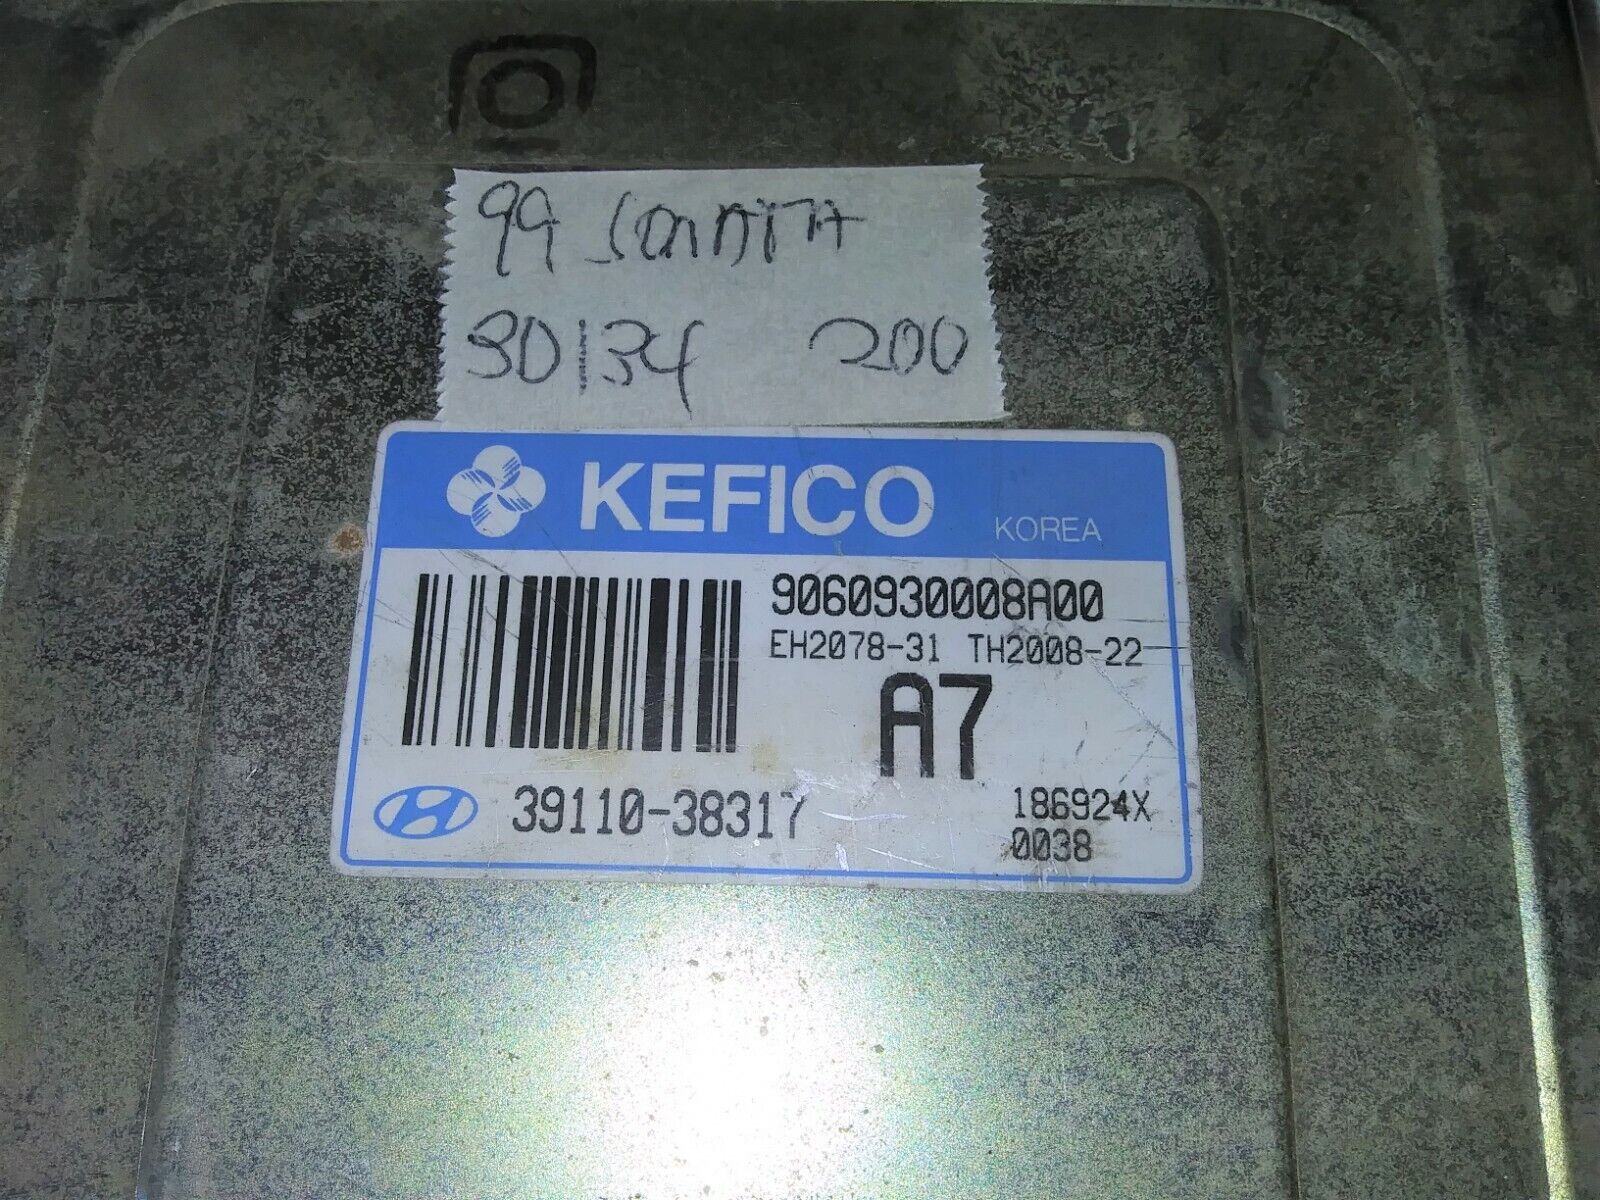 99 SONATA
30134 200
KEFICO KOREA
9060930008A00
EH2078-31 TH2008-22
A7
39110-38317
186924X
0038